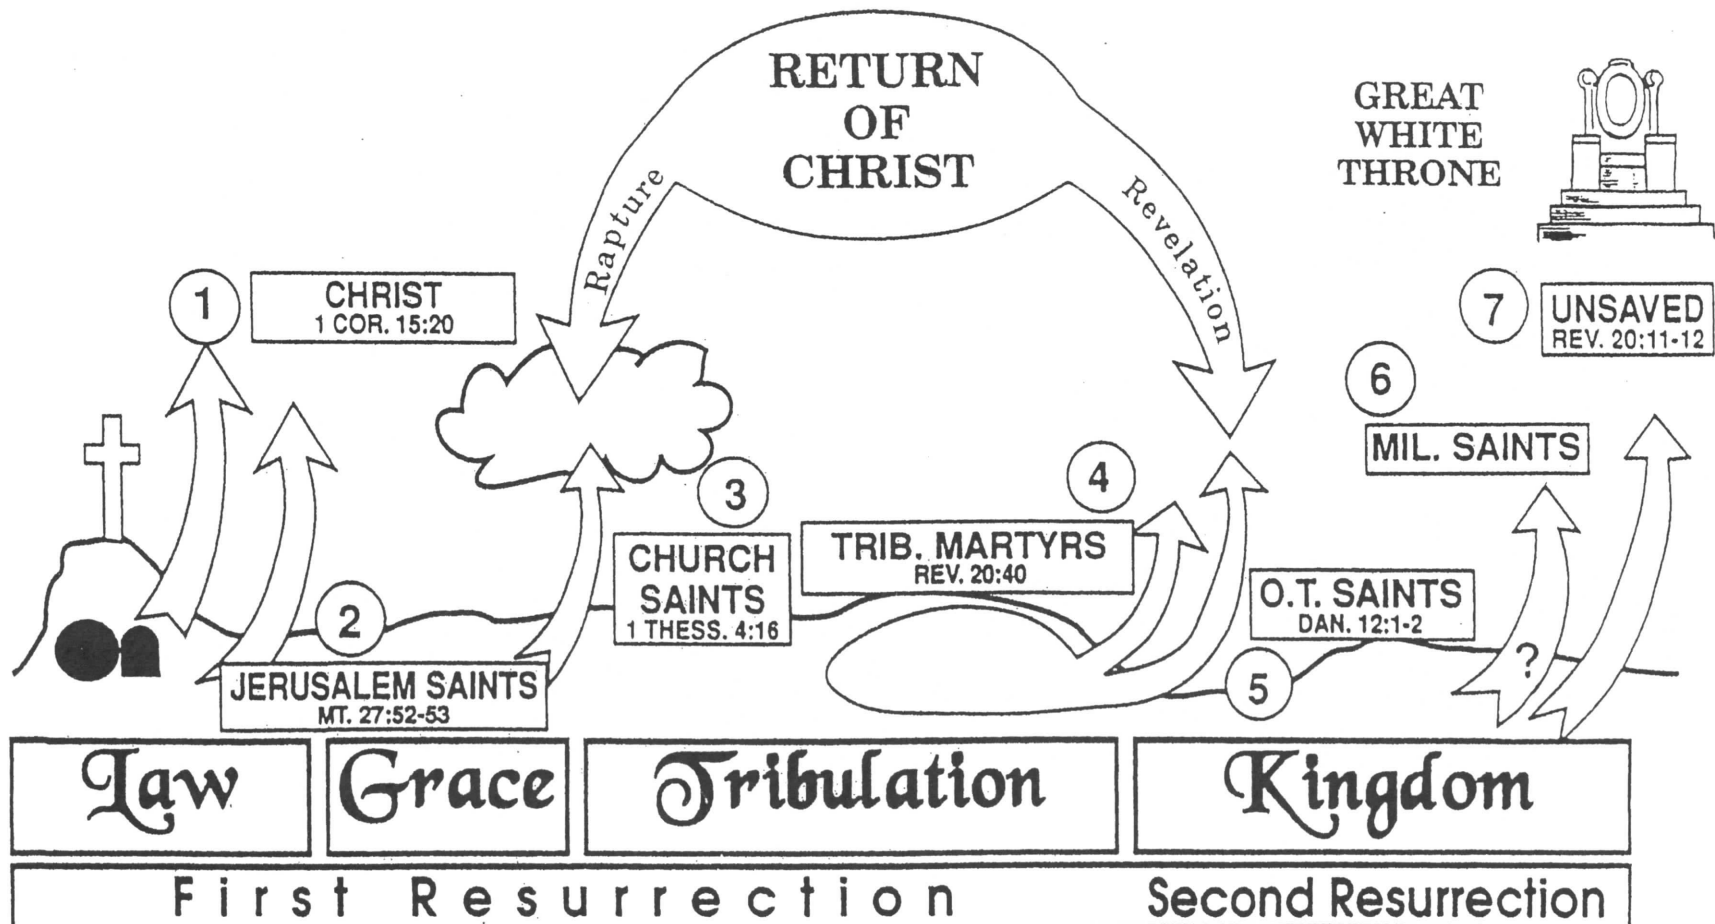 RETURN
OF
CHRIST
Rapture
Revelation
GREAT
WHITE
THRONE
1
CHRIST
1 COR. 15:20
2
JERUSALEM SAINTS
MT. 27:52-53
3
CHURCH
SAINTS
1 THESS. 4:16
4
TRIB. MARTYRS
REV. 20:40
5
O.T. SAINTS
DAN. 12:1-2
6
MIL. SAINTS
?
7
UNSAVED
REV. 20:11-12
Law
Grace
Tribulation
Kingdom
First Resurrection
Second Resurrection